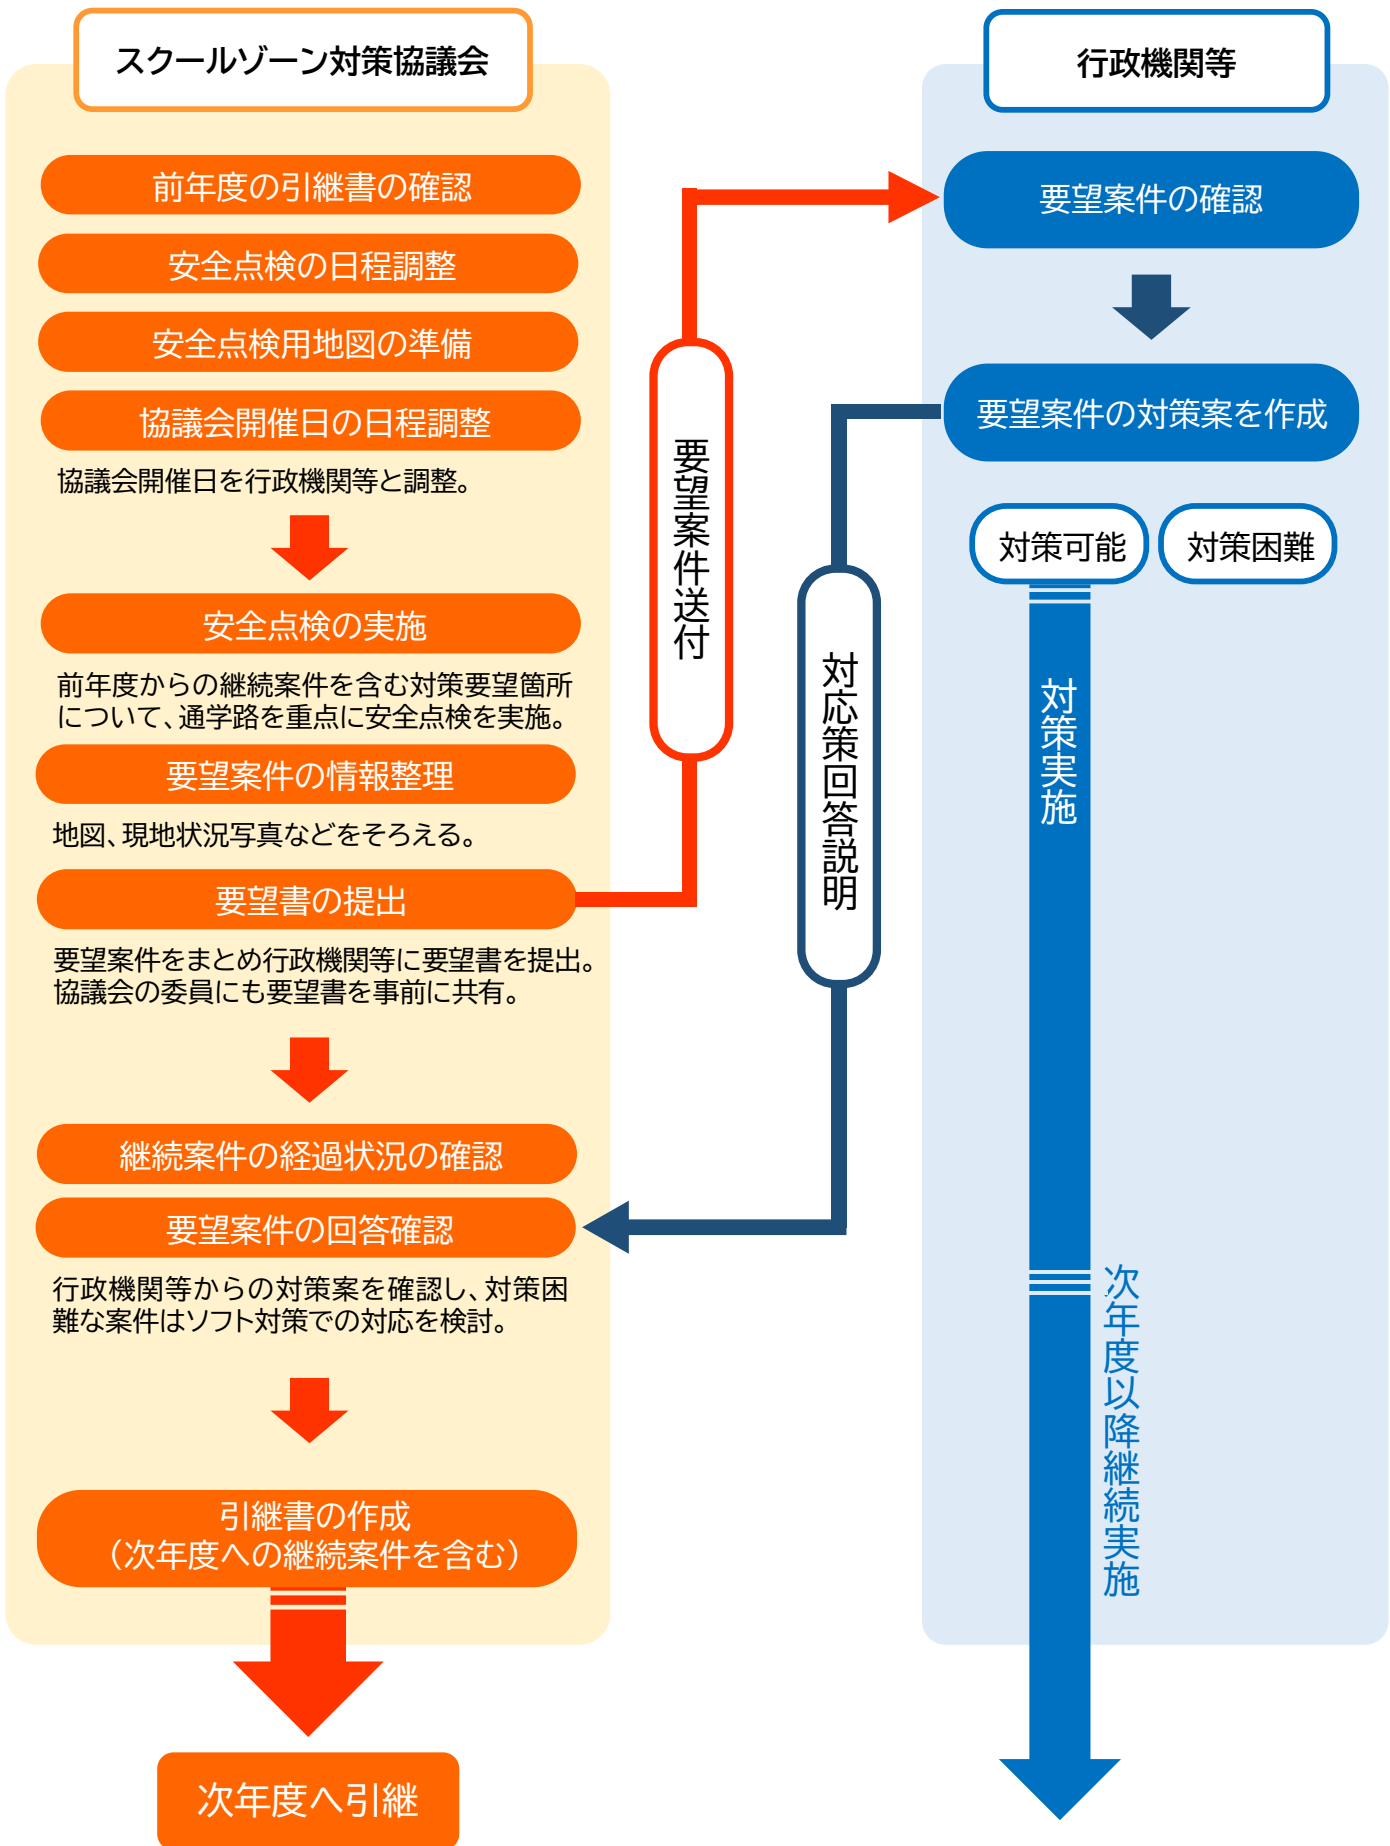 スクールゾーン対策協議会
前年度の引継書の確認
安全点検の日程調整
安全点検用地図の準備
協議会開催日の日程調整
協議会開催日を行政機関等と調整。
安全点検の実施
前年度からの継続案件を含む対策要望箇所
について、通学路を重点に安全点検を実施。
要望案件の情報整理
地図、現地状況写真などをそろえる。
要望書の提出
要望案件をまとめ行政機関等に要望書を提出。
協議会の委員にも要望書を事前に共有。
継続案件の経過状況の確認
要望案件の回答確認
行政機関等からの対策案を確認し、対策困
難な案件はソフト対策での対応を検討。
引継書の作成
（次年度への継続案件を含む）
次年度へ引継
要望案件送付
対応策回答説明
行政機関等
要望案件の確認
要望案件の対策案を作成
対策可能
対策困難
対策実施
次年度以降継続実施